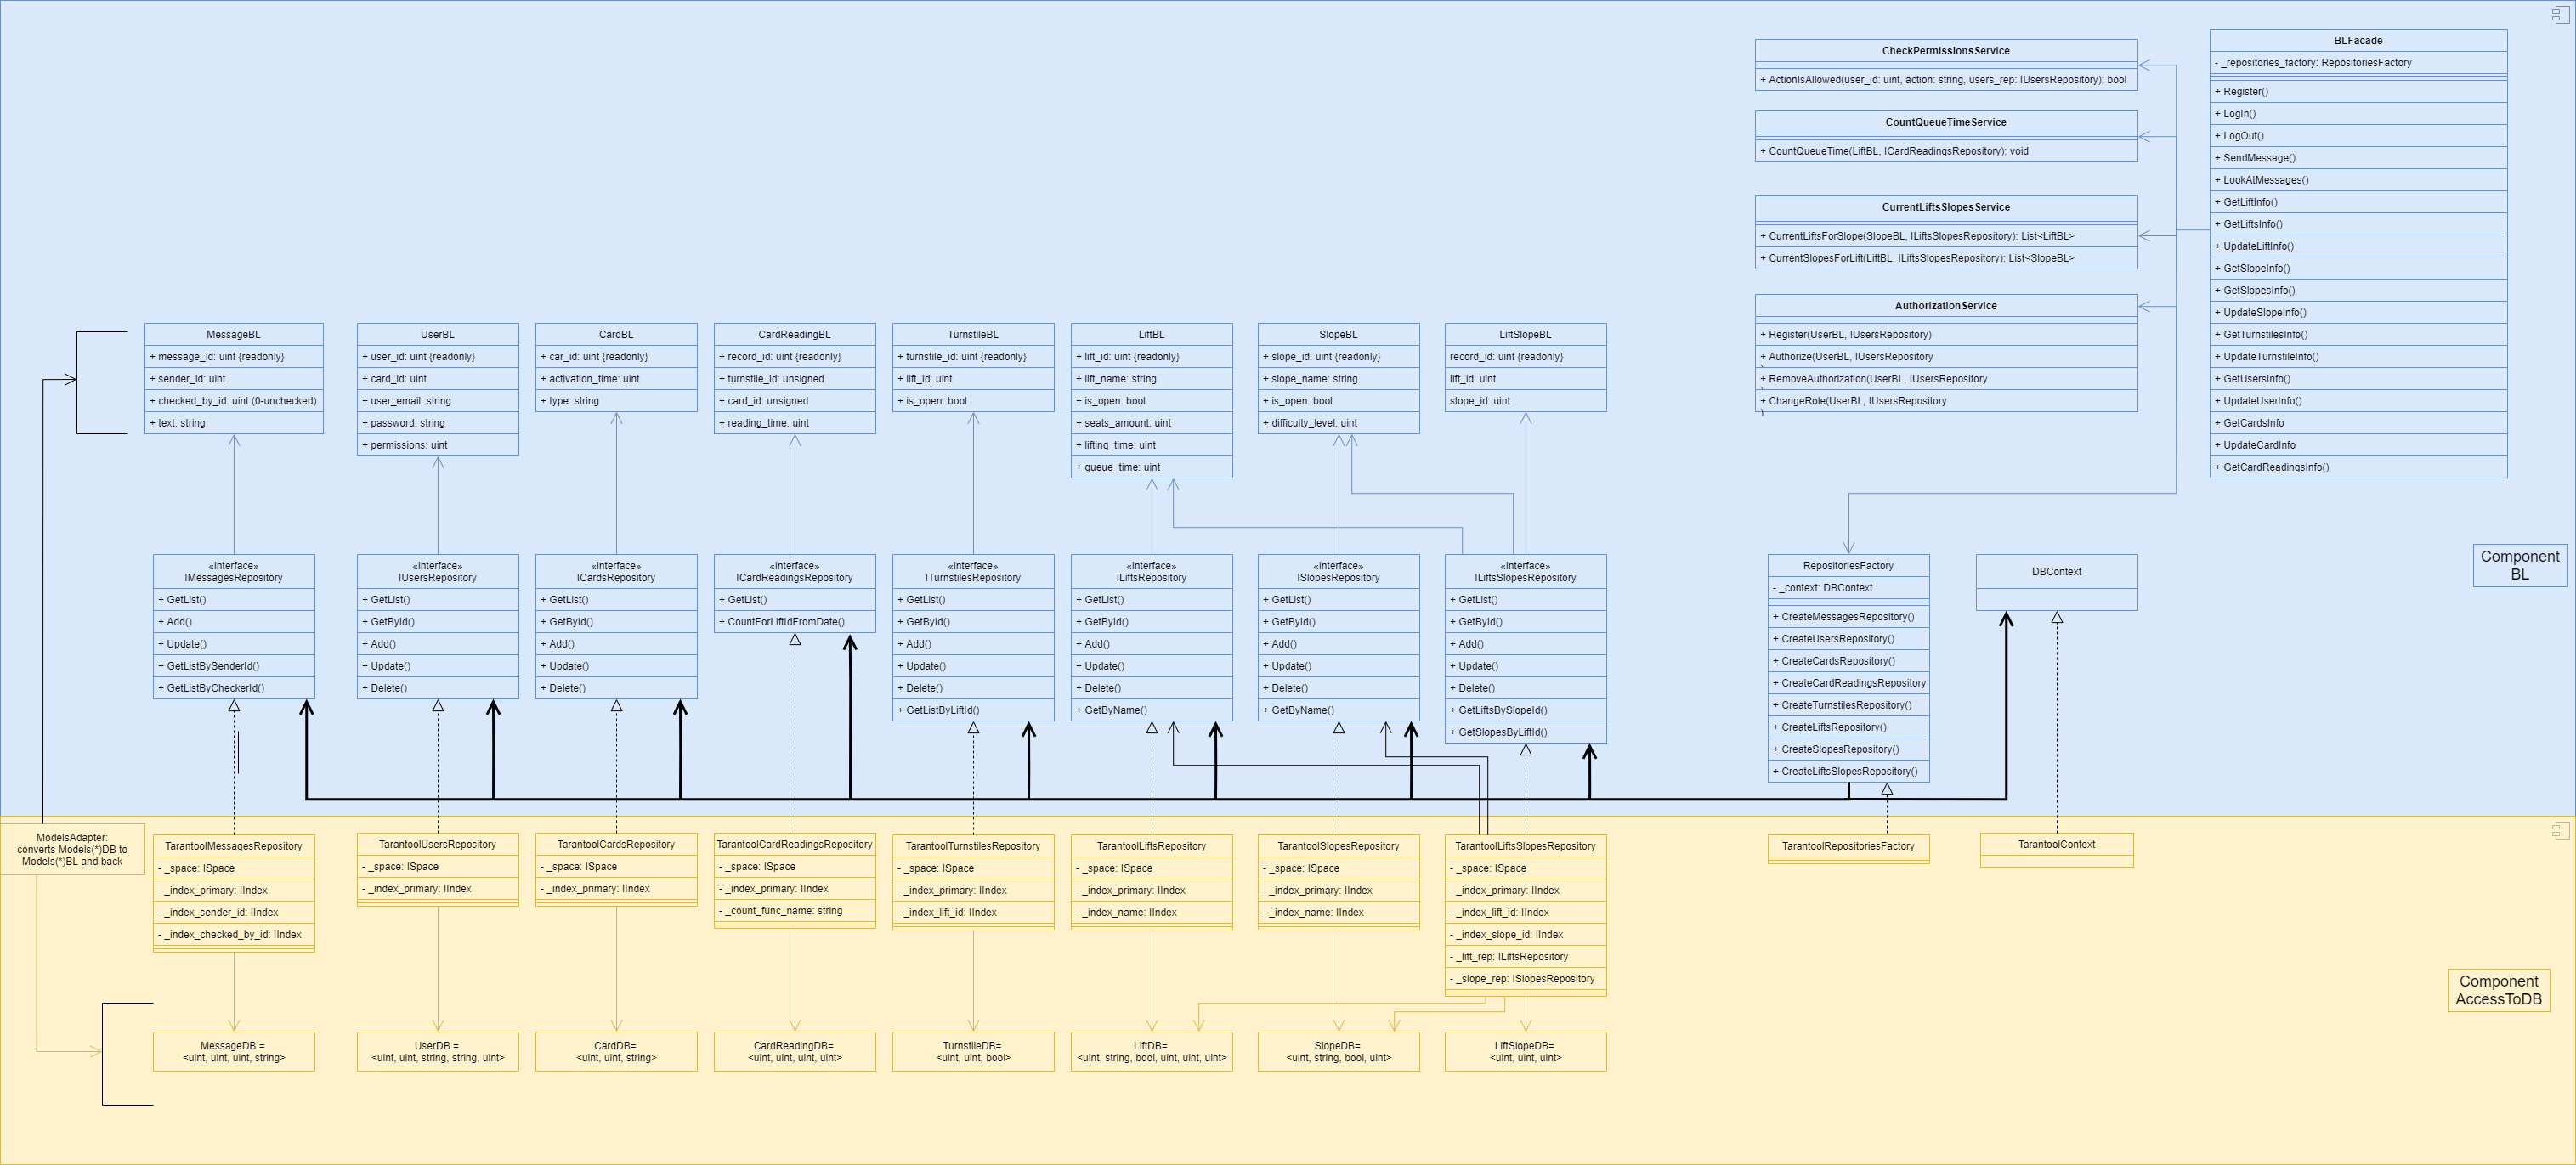 CheckPermissionsService
+ ActionIsAllowed(user_id: uint, action: string, users_rep: IUsersRepository); bool
CountQueueTimeService
+ CountQueueTime(LiftBL, ICardReadingsRepository): void
CurrentLiftsSlopesService
+ CurrentLiftsForSlope(SlopeBL, ILiftsSlopesRepository): List<LiftBL>
+ CurrentSlopesForLift(LiftBL, ILiftsSlopesRepository): List<SlopeBL>
AuthorizationService
+ Register(UserBL, IUsersRepository)
+ Authorize(UserBL, IUsersRepository
)
+ RemoveAuthorization(UserBL, IUsersRepository
)
+ ChangeRole(UserBL, IUsersRepository
)
BLFacade
- _repositories_factory: RepositoriesFactory
+ Register()
+ LogIn()
+ LogOut()
+ SendMessage()
+ LookAtMessages()
+ GetLiftInfo()
+ GetLiftsInfo()
+ UpdateLiftInfo()
+ GetSlopeInfo()
+ GetSlopesInfo()
+ UpdateSlopeInfo()
+ GetTurnstilesInfo()
+ UpdateTurnstileInfo()
+ GetUsersInfo()
+ UpdateUserInfo()
+ GetCardsInfo
+ UpdateCardInfo
+ GetCardReadingsInfo()
MessageBL
+ message_id: uint {readonly}
+ sender_id: uint
+ checked_by_id: uint (0-unchecked)
+ text: string
UserBL
+ user_id: uint {readonly}
+ card_id: uint
+ user_email: string
+ password: string
+ permissions: uint
CardBL
+ car_id: uint {readonly}
+ activation_time: uint
+ type: string
CardReadingBL
+ record_id: uint {readonly}
+ turnstile_id: unsigned
+ card_id: unsigned
+ reading_time: uint
TurnstileBL
+ turnstile_id: uint {readonly}
+ lift_id: uint
+ is_open: bool
LiftBL
+ lift_id: uint {readonly}
+ lift_name: string
+ is_open: bool
+ seats_amount: uint
+ lifting_time: uint
+ queue_time: uint
SlopeBL
+ slope_id: uint {readonly}
+ slope_name: string
+ is_open: bool
+ difficulty_level: uint
LiftSlopeBL
record_id: uint {readonly}
lift_id: uint
slope_id: uint
«interface»
IMessagesRepository
+ GetList()
+ Add()
+ Update()
+ GetListBySenderId()
+ GetListByCheckerId()
«interface»
IUsersRepository
+ GetList()
+ GetById()
+ Add()
+ Update()
+ Delete()
«interface»
ICardsRepository
+ GetList()
+ GetById()
+ Add()
+ Update()
+ Delete()
«interface»
ICardReadingsRepository
+ GetList()
+ CountForLiftIdFromDate()
«interface»
ITurnstilesRepository
+ GetList()
+ GetById()
+ Add()
+ Update()
+ Delete()
+ GetListByLiftId()
«interface»
ILiftsRepository
+ GetList()
+ GetById()
+ Add()
+ Update()
+ Delete()
+ GetByName()
«interface»
ISlopesRepository
+ GetList()
+ GetById()
+ Add()
+ Update()
+ Delete()
+ GetByName()
«interface»
ILiftsSlopesRepository
+ GetList()
+ GetById()
+ Add()
+ Update()
+ Delete()
+ GetLiftsBySlopeId()
+ GetSlopesByLiftId()
RepositoriesFactory
- _context: DBContext
+ CreateMessagesRepository()
+ CreateUsersRepository()
+ CreateCardsRepository()
+ CreateCardReadingsRepository
+ CreateTurnstilesRepository()
+ CreateLiftsRepository()
+ CreateSlopesRepository()
+ CreateLiftsSlopesRepository()
DBContext
Component
BL
ModelsAdapter:
converts Models(*)DB to
Models(*)BL and back
TarantoolMessagesRepository
- _space: ISpace
- _index_primary: IIndex
- _index_sender_id: IIndex
- _index_checked_by_id: IIndex
TarantoolUsersRepository
- _space: ISpace
- _index_primary: IIndex
TarantoolCardsRepository
- _space: ISpace
- _index_primary: IIndex
TarantoolCardReadingsRepository
- _space: ISpace
- _index_primary: IIndex
- _count_func_name: string
TarantoolTurnstilesRepository
- _space: ISpace
- _index_primary: IIndex
- _index_lift_id: IIndex
TarantoolLiftsRepository
- _space: ISpace
- _index_primary: IIndex
- _index_name: IIndex
TarantoolSlopesRepository
- _space: ISpace
- _index_primary: IIndex
- _index_name: IIndex
TarantoolLiftsSlopesRepository
- _space: ISpace
- _index_primary: IIndex
- _index_lift_id: IIndex
- _index_slope_id: IIndex
- _lift_rep: ILiftsRepository
- _slope_rep: ISlopesRepository
TarantoolRepositoriesFactory
TarantoolContext
Component
AccessToDB
MessageDB =
<uint, uint, uint, string>
UserDB =
<uint, uint, string, string, uint>
CardDB=
<uint, uint, string>
CardReadingDB=
<uint, uint, uint, uint>
TurnstileDB=
<uint, uint, bool>
LiftDB=
<uint, string, bool, uint, uint, uint>
SlopeDB=
<uint, string, bool, uint>
LiftSlopeDB=
<uint, uint, uint>